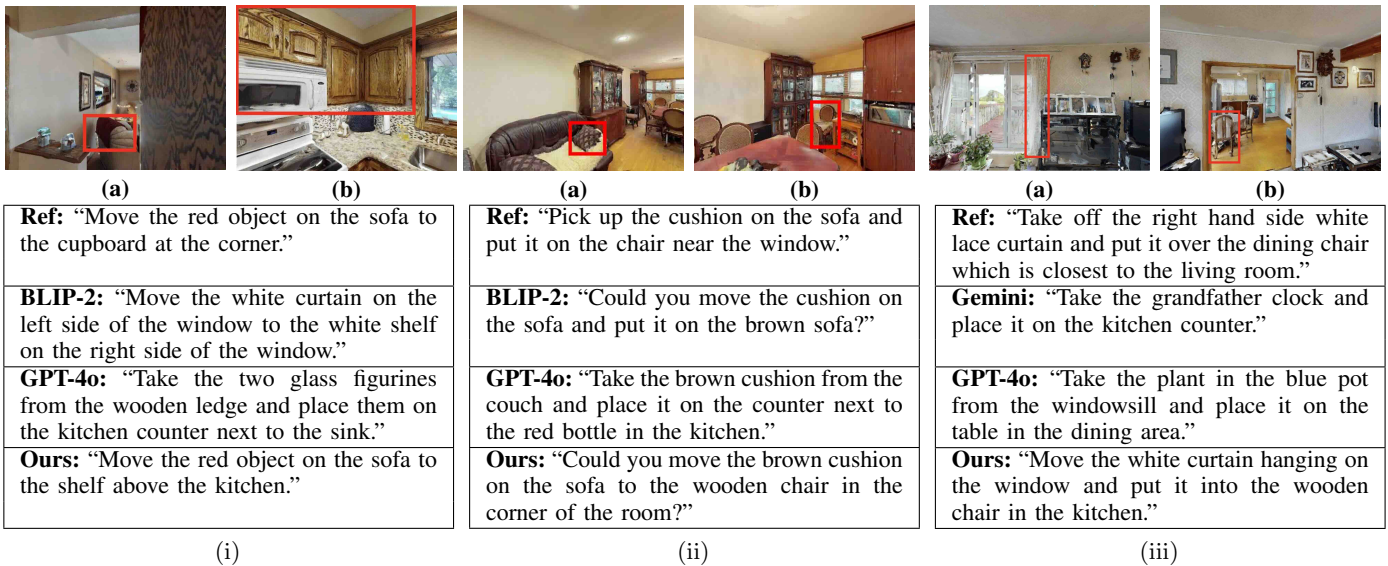 (a)
(b)
Ref: “Move the red object on the sofa to
the cupboard at the corner.”
BLIP-2: “Move the white curtain on the
left side of the window to the white shelf
on the right side of the window.”
GPT-4o: “Take the two glass figurines
from the wooden ledge and place them on
the kitchen counter next to the sink.”
Ours: “Move the red object on the sofa to
the shelf above the kitchen.”
(i)
(a)
(b)
Ref: “Pick up the cushion on the sofa and
put it on the chair near the window.”
BLIP-2: “Could you move the cushion on
the sofa and put it on the brown sofa?”
GPT-4o: “Take the brown cushion from the
couch and place it on the counter next to
the red bottle in the kitchen.”
Ours: “Could you move the brown cushion
on the sofa to the wooden chair in the
corner of the room?”
(ii)
(a)
(b)
Ref: “Take off the right hand side white
lace curtain and put it over the dining chair
which is closest to the living room.”
Gemini: “Take the grandfather clock and
place it on the kitchen counter.”
GPT-4o: “Take the plant in the blue pot
from the windowsill and place it on the
table in the dining area.”
Ours: “Move the white curtain hanging on
the window and put it into the wooden
chair in the kitchen.”
(iii)